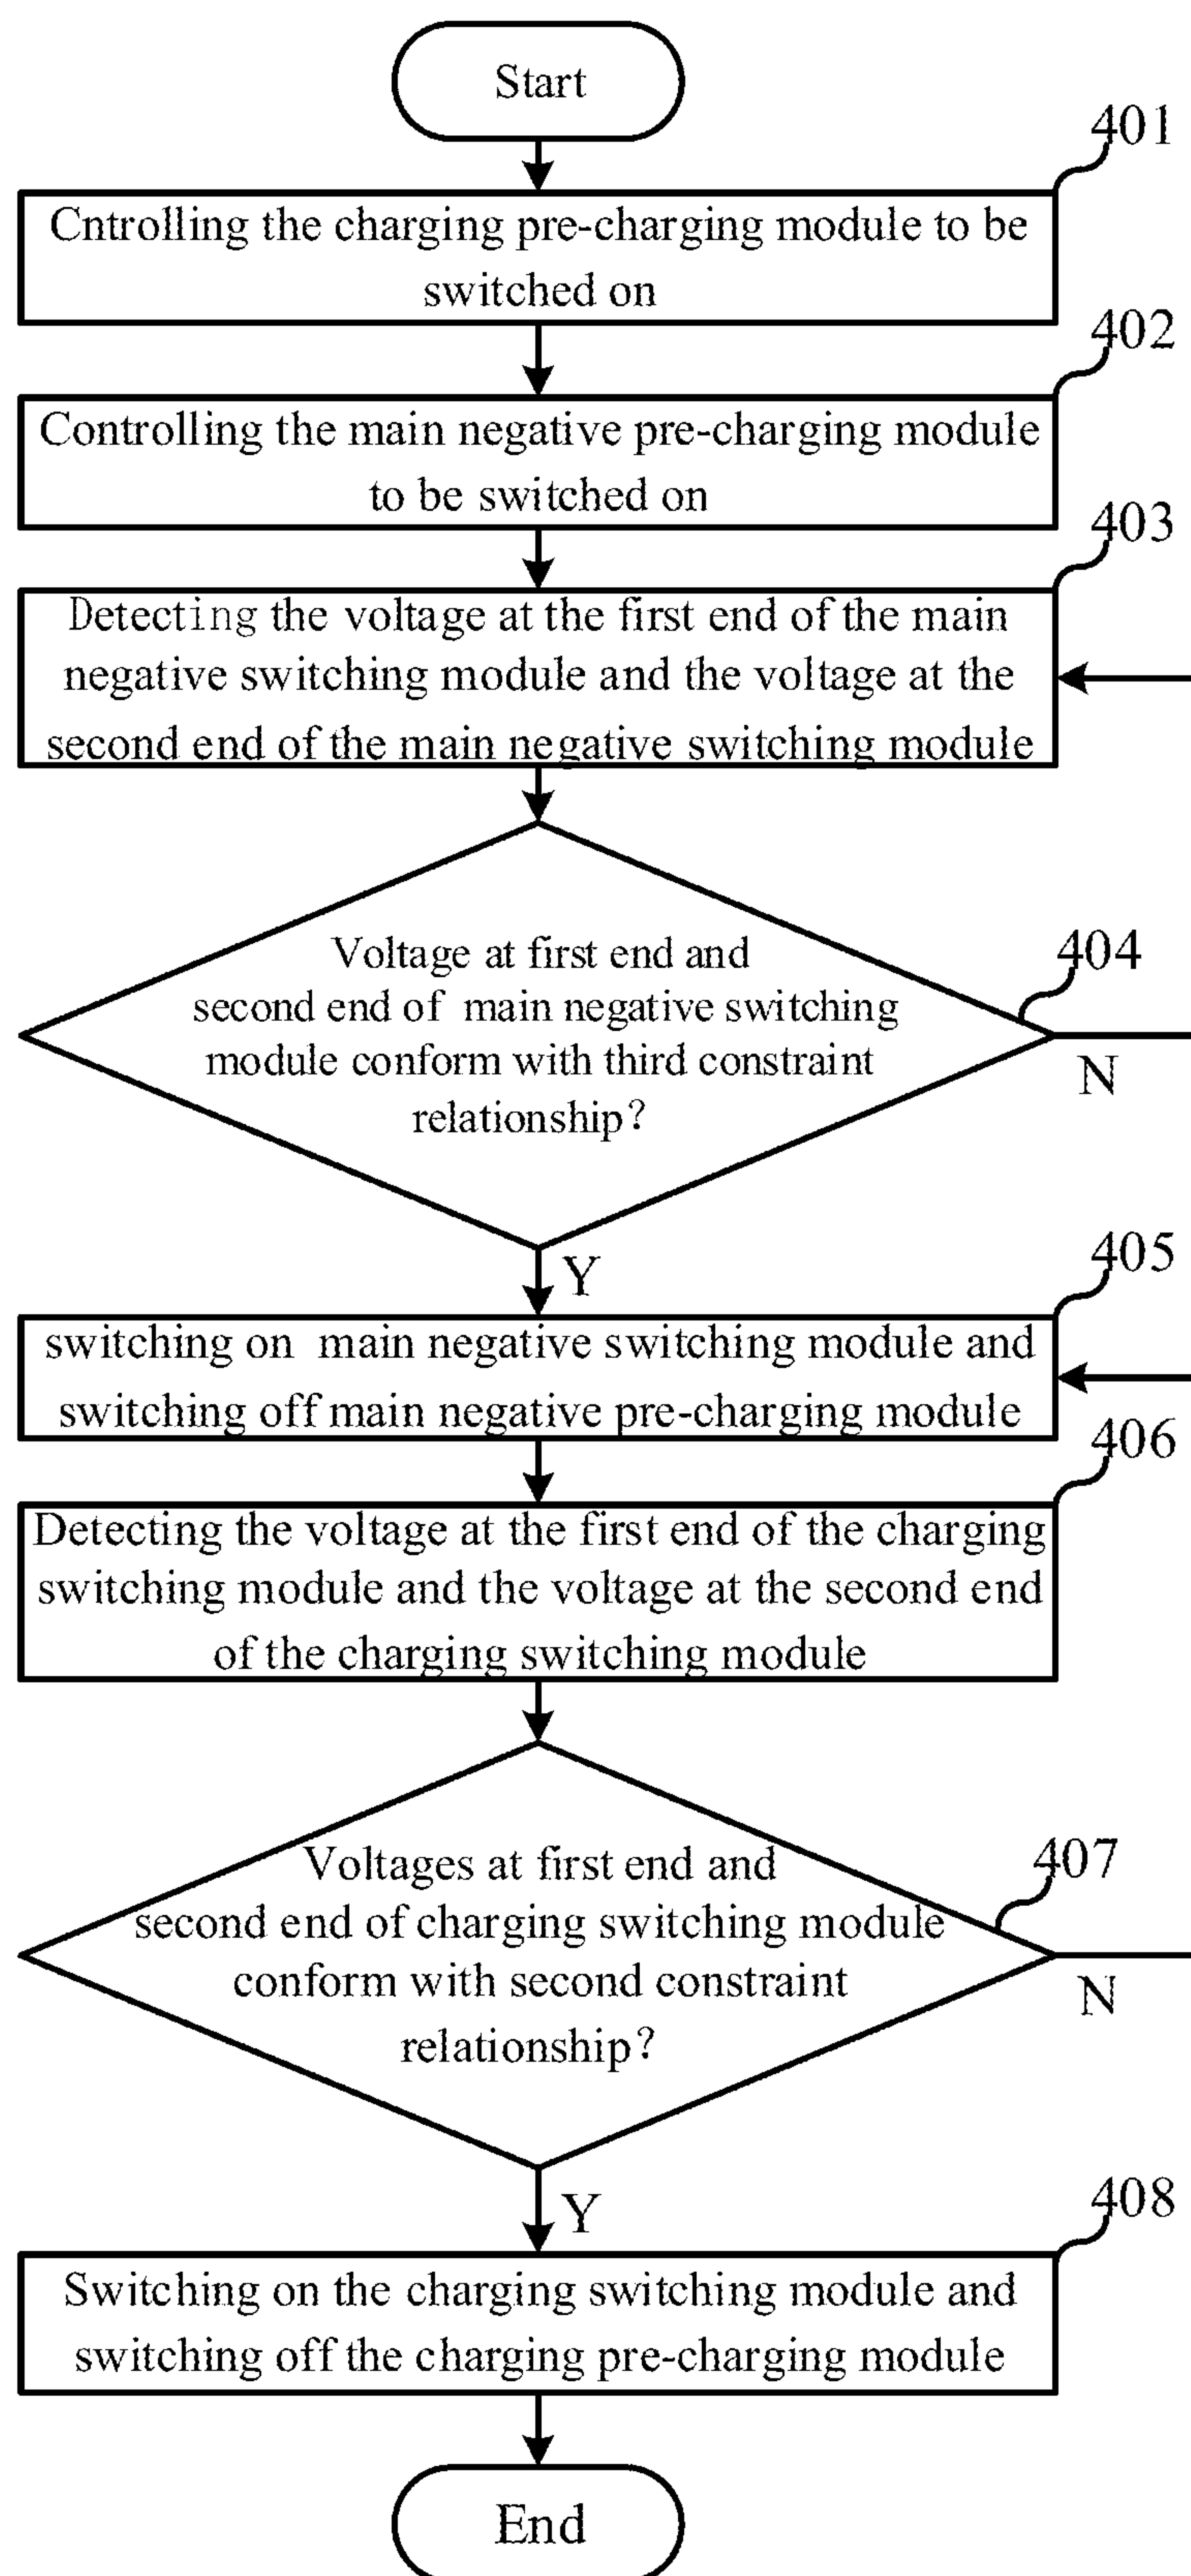 Start
401
Cntrolling the charging pre-charging module to be
switched on
402
Controlling the main negative pre-charging module
to be switched on
403
Detecting the voltage at the first end of the main
negative switching module and the voltage at the
second end of the main negative switching module
404
Voltage at first end and
second end of main negative switching
module conform with third constraint
relationship?
N
Y
405
switching on main negative switching module and
switching off main negative pre-charging module
406
Detecting the voltage at the first end of the charging
switching module and the voltage at the second end
of the charging switching module
407
Voltages at first end and
second end of charging switching module
conform with second constraint
relationship?
N
Y
408
Switching on the charging switching module and
switching off the charging pre-charging module
End